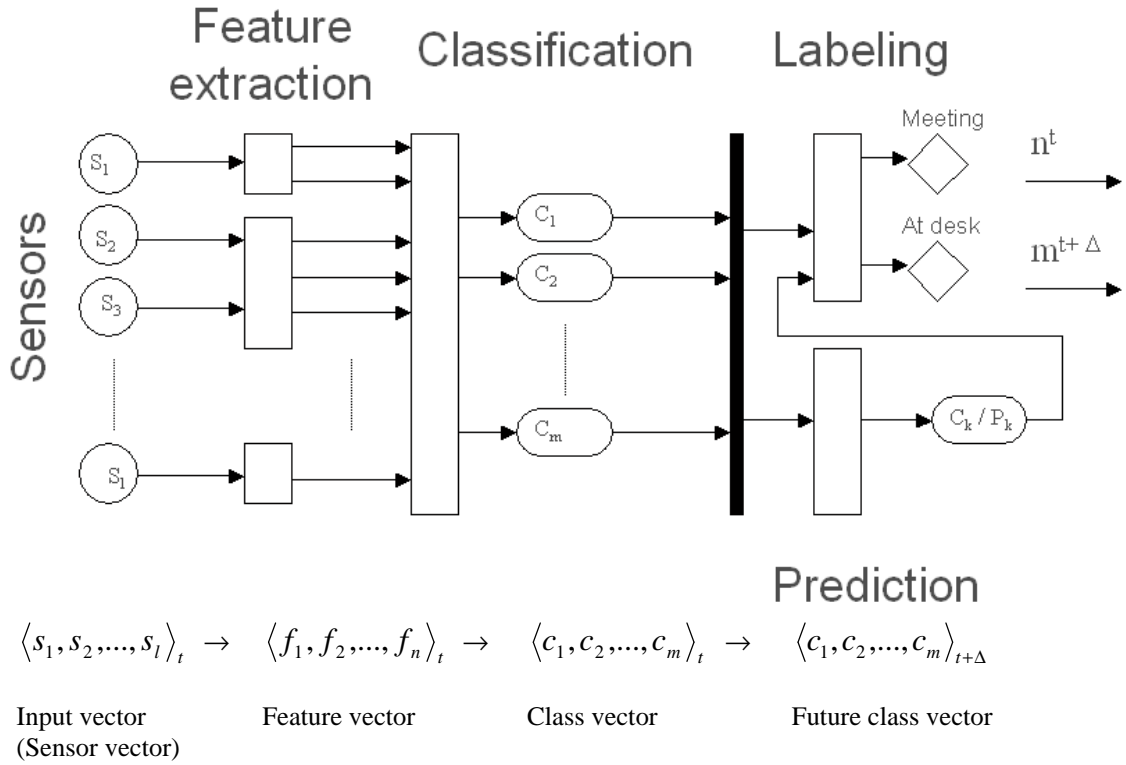 Feature
extraction
Classification
Labeling
Sensors
S₁
S₂
S₃
S₁
C₁
C₂
Cₘ
Meeting
At desk
nᵗ
mᵗ⁺ ᐃ
Cₖ / Pₖ
Prediction
⟨s₁, s₂,..., sₗ⟩ₜ → ⟨f₁, f₂,..., fₙ⟩ₜ → ⟨c₁, c₂,..., cₘ⟩ₜ → ⟨c₁, c₂,..., cₘ⟩ₜ₊Δ
Input vector
(Sensor vector)
Feature vector
Class vector
Future class vector